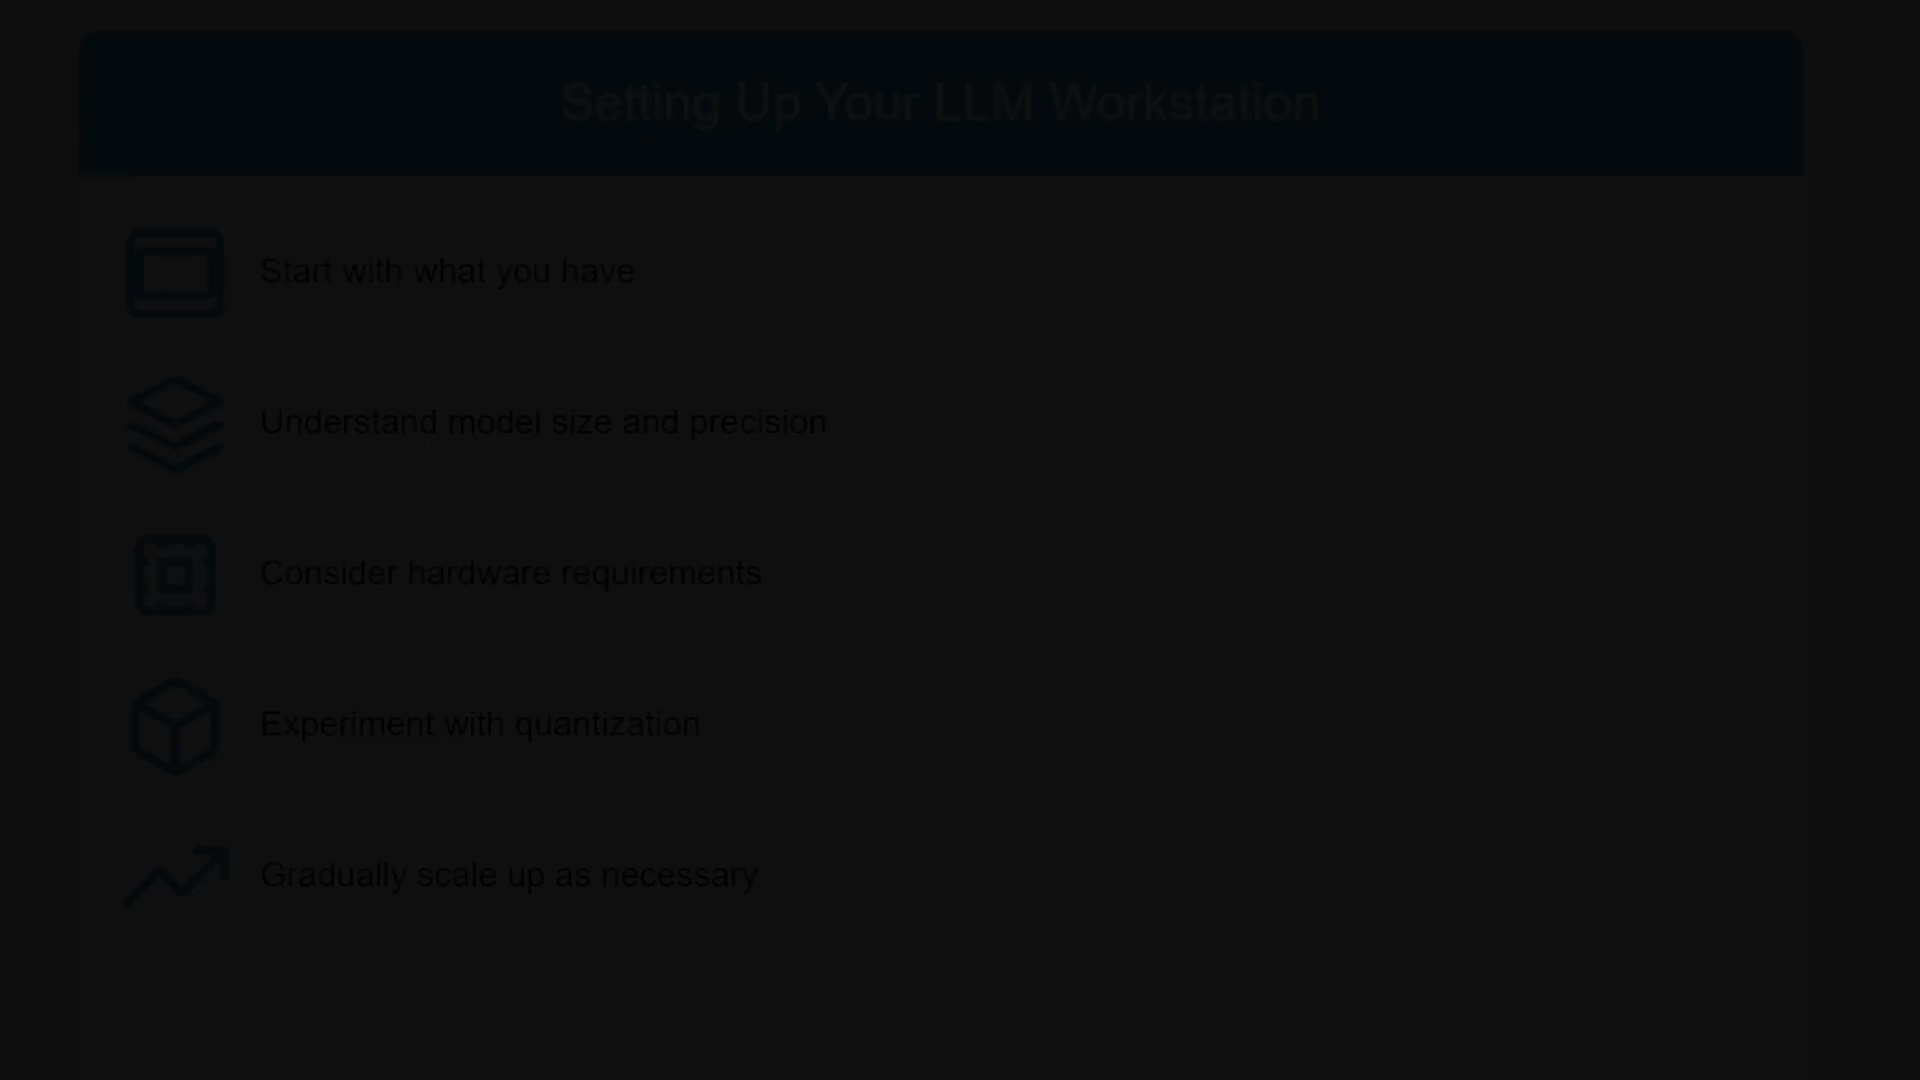 Setting Up Your LLM Workstation
Start with what you have
Understand model size and precision
Consider hardware requirements
Experiment with quantization
Gradually scale up as necessary